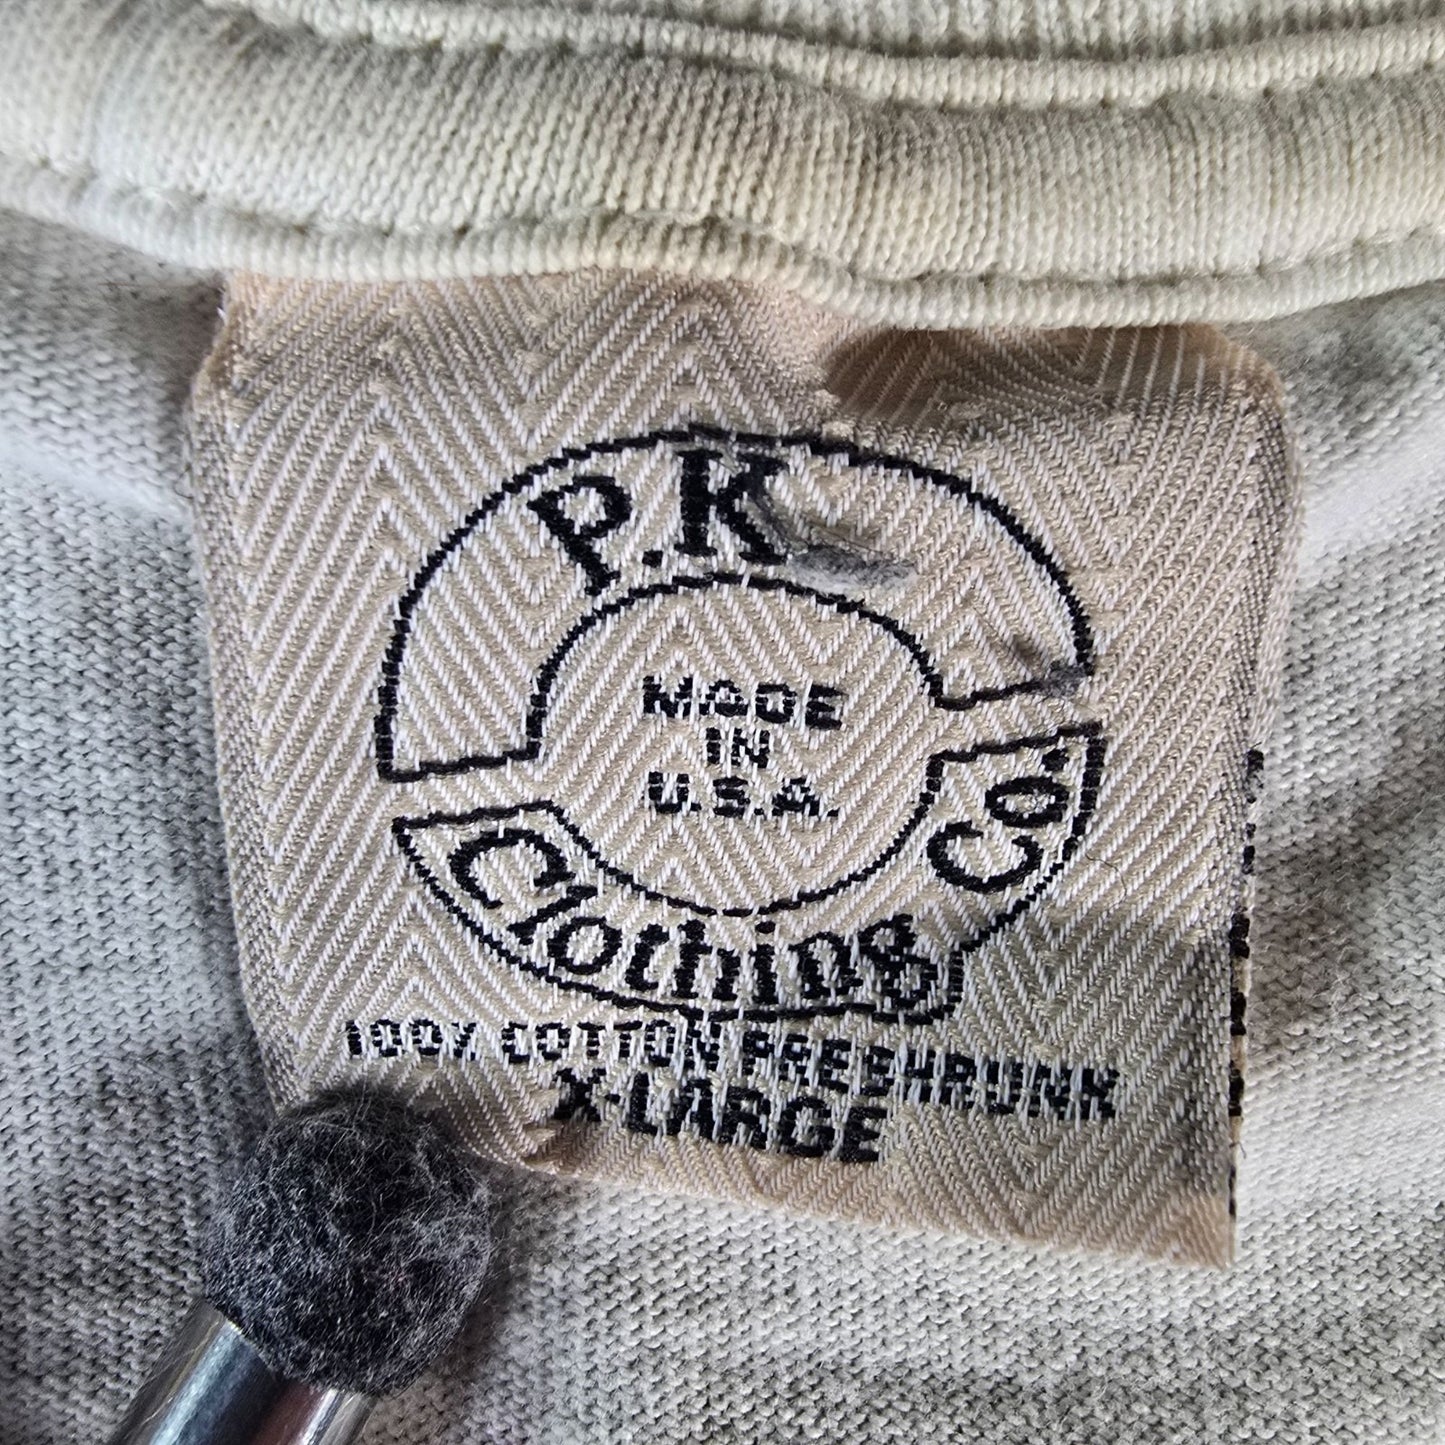 P.K
MADE
IN
U.S.A.
Clothing Co.
100% COTTON PRESHRUNK
X-LARGE